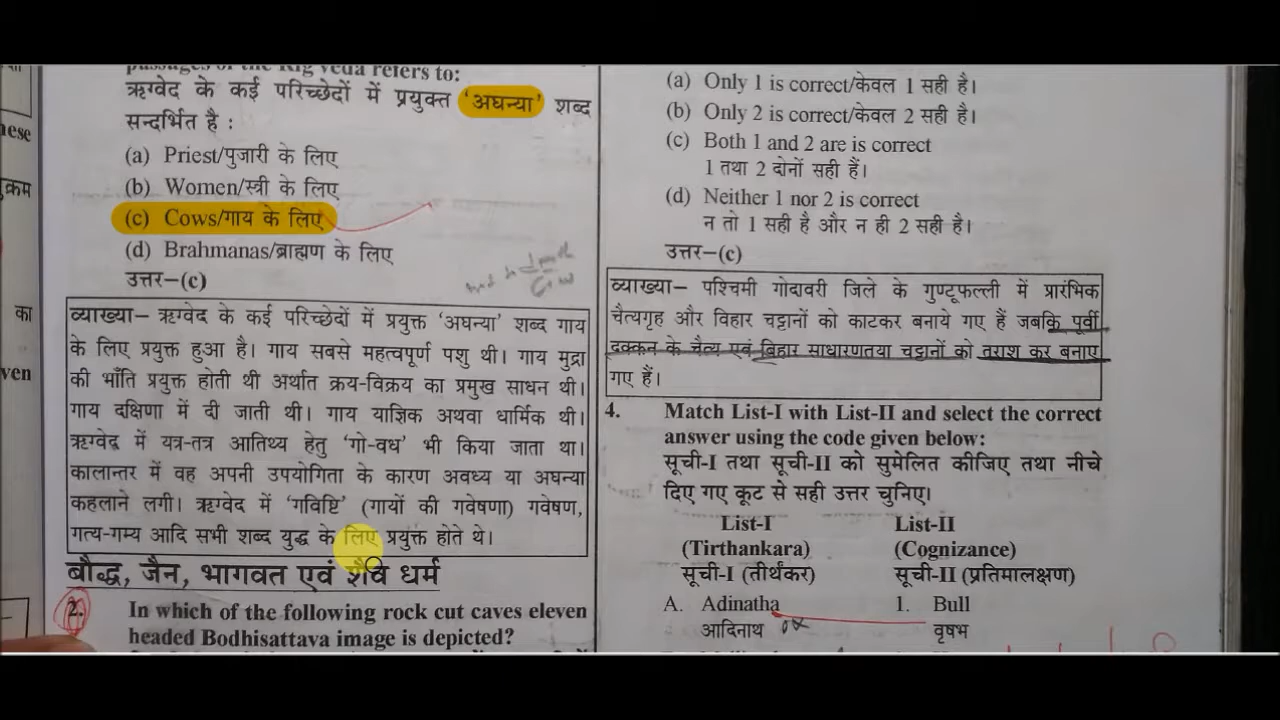 passages of the Rig veda refers to:
ऋग्वेद के कई परिच्छेदों में प्रयुक्त 'अघन्या' शब्द
सन्दर्भित है :
(a) Priest/पुजारी के लिए
(b) Women/स्त्री के लिए
(c) Cows/गाय के लिए
(d) Brahmanas/ब्राह्मण के लिए
उत्तर–(c)
व्याख्या– ऋग्वेद के कई परिच्छेदों में प्रयुक्त 'अघन्या' शब्द गाय
के लिए प्रयुक्त हुआ है। गाय सबसे महत्वपूर्ण पशु थी। गाय मुद्रा
की भाँति प्रयुक्त होती थी अर्थात क्रय-विक्रय का प्रमुख साधन थी।
गाय दक्षिणा में दी जाती थी। गाय याज्ञिक अथवा धार्मिक थी।
ऋग्वेद में यत्र-तत्र आतिथ्य हेतु 'गो-वध' भी किया जाता था।
कालान्तर में वह अपनी उपयोगिता के कारण अवध्य या अघन्या
कहलाने लगी। ऋग्वेद में 'गविष्टि' (गायों की गवेषणा) गवेषण,
गत्य-गम्य आदि सभी शब्द युद्ध के लिए प्रयुक्त होते थे।
बौद्ध, जैन, भागवत एवं शैव धर्म
2. In which of the following rock cut caves eleven
headed Bodhisattava image is depicted?
(a) Only 1 is correct/केवल 1 सही है।
(b) Only 2 is correct/केवल 2 सही है।
(c) Both 1 and 2 are is correct
1 तथा 2 दोनों सही हैं।
(d) Neither 1 nor 2 is correct
न तो 1 सही है और न ही 2 सही है।
उत्तर–(c)
व्याख्या– पश्चिमी गोदावरी जिले के गुण्टूफल्ली में प्रारंभिक
चैत्यगृह और विहार चट्टानों को काटकर बनाये गए हैं जबकि पूर्वी
दक्कन के चैत्य एवं बिहार साधारणतया चट्टानों को तराश कर बनाए
गए हैं।
4. Match List-I with List-II and select the correct
answer using the code given below:
सूची-I तथा सूची-II को सुमेलित कीजिए तथा नीचे
दिए गए कूट से सही उत्तर चुनिए।
List-I List-II
(Tirthankara) (Cognizance)
सूची-I (तीर्थंकर) सूची-II (प्रतिमालक्षण)
A. Adinatha 1. Bull
आदिनाथ वृषभ
nese
क्रम
का
ven